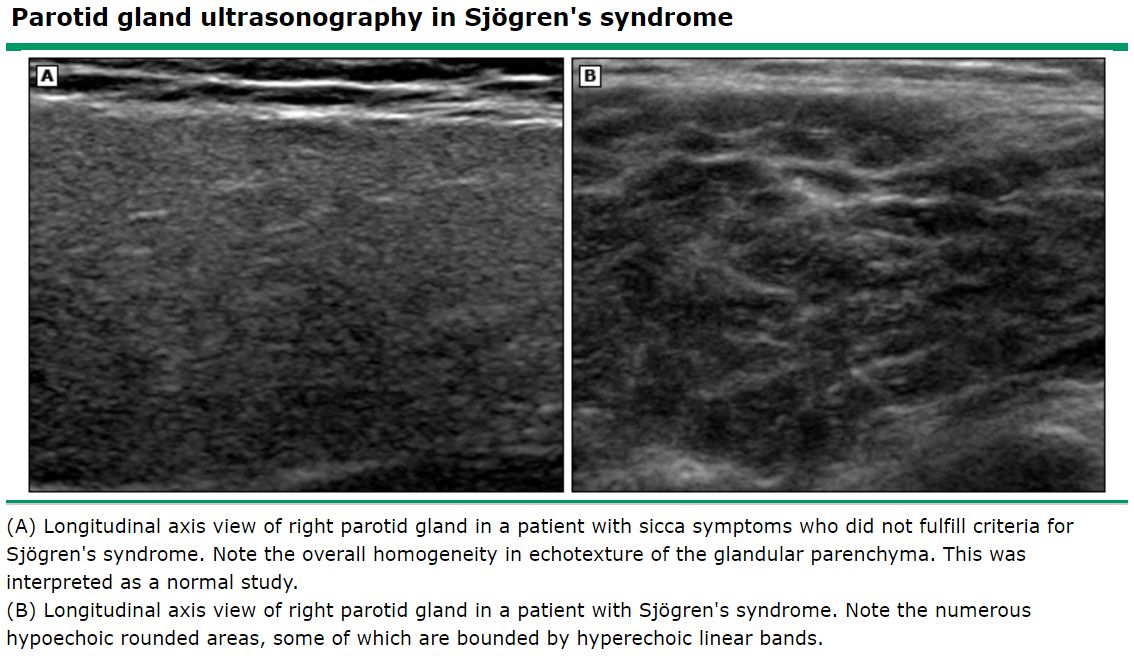 Parotid gland ultrasonography in Sjögren's syndrome
A
B
(A) Longitudinal axis view of right parotid gland in a patient with sicca symptoms who did not fulfill criteria for
Sjögren's syndrome. Note the overall homogeneity in echotexture of the glandular parenchyma. This was
interpreted as a normal study.
(B) Longitudinal axis view of right parotid gland in a patient with Sjögren's syndrome. Note the numerous
hypoechoic rounded areas, some of which are bounded by hyperechoic linear bands.